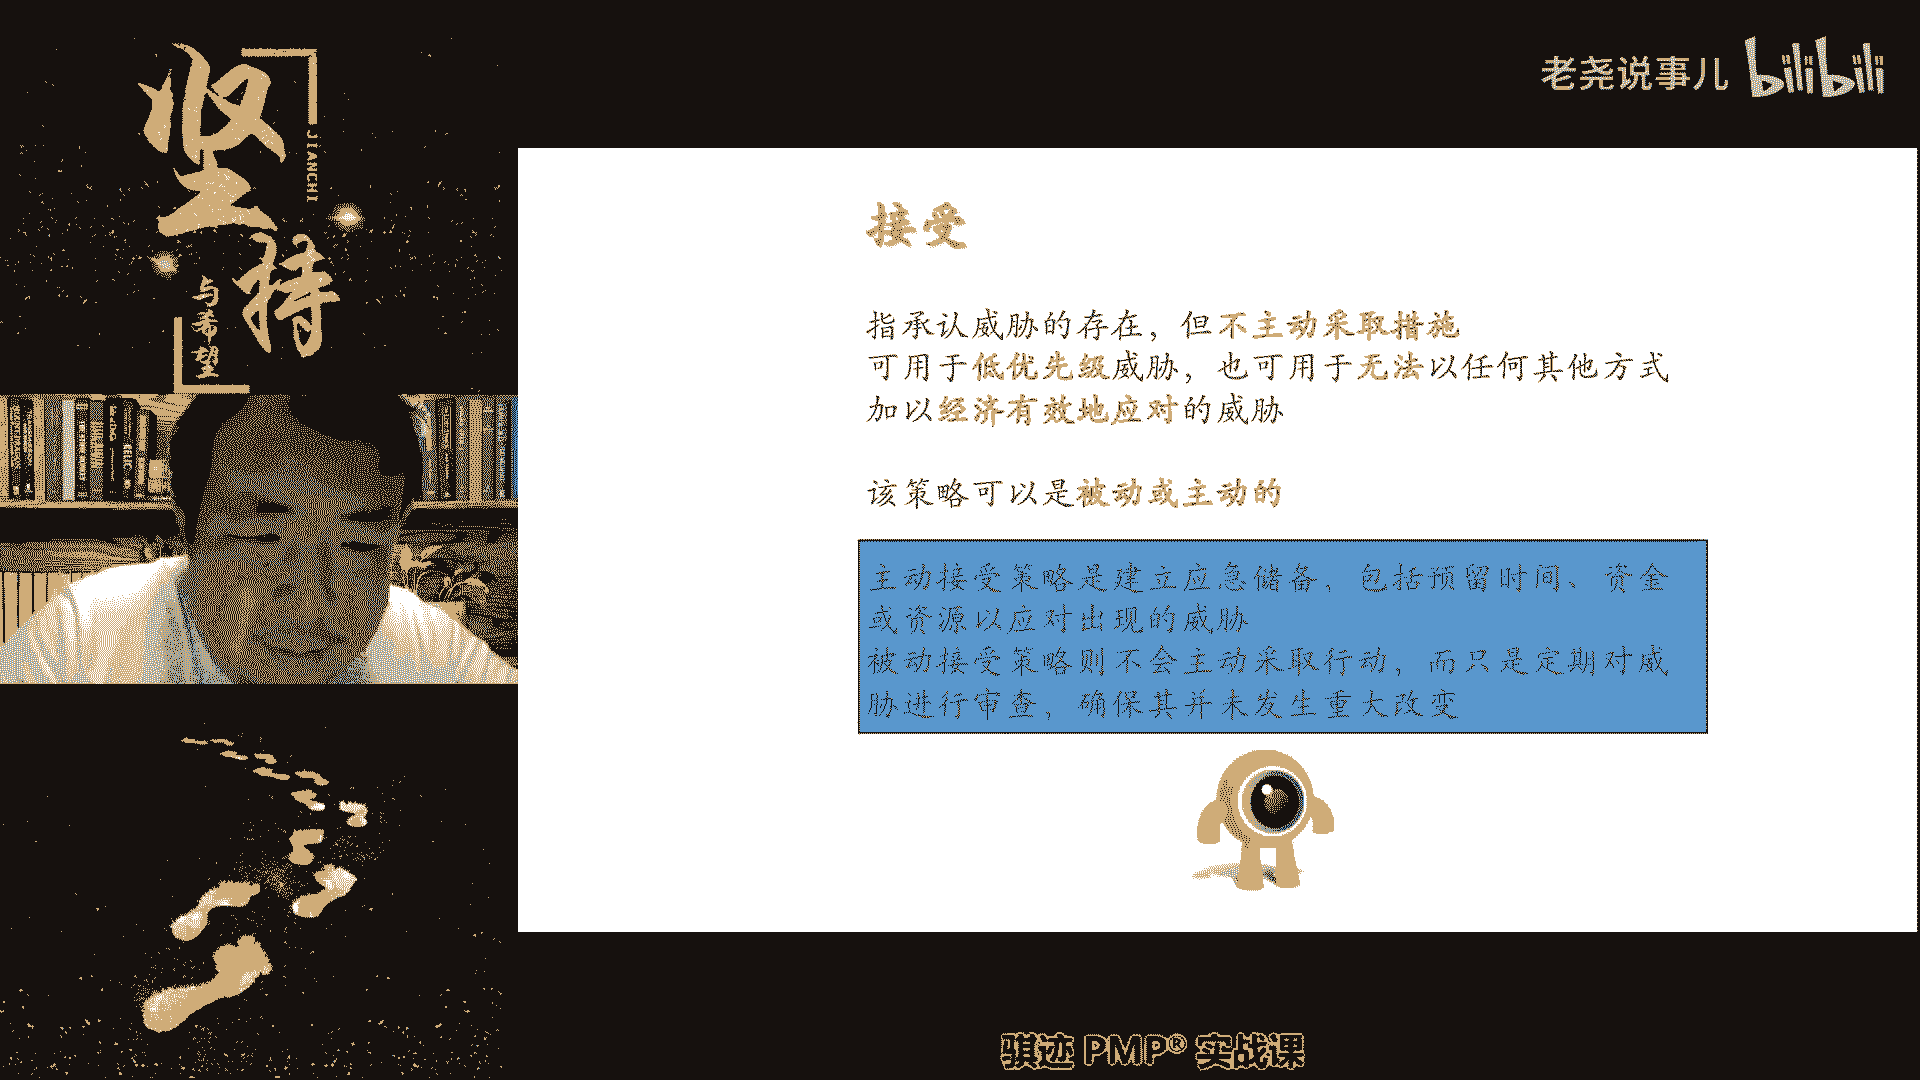 坚持
JIANCHI
与希望
老尧说事儿 bilibili
接受
指承认威胁的存在，但不主动采取措施
可用于低优先级威胁，也可用于无法以任何其他方式
加以经济有效地应对的威胁
该策略可以是被动或主动的
主动接受策略是建立应急储备，包括预留时间、资金
或资源以应对出现的威胁
被动接受策略则不会主动采取行动，而只是定期对威
胁进行审查，确保其并未发生重大改变
骐迹 PMP® 实战课